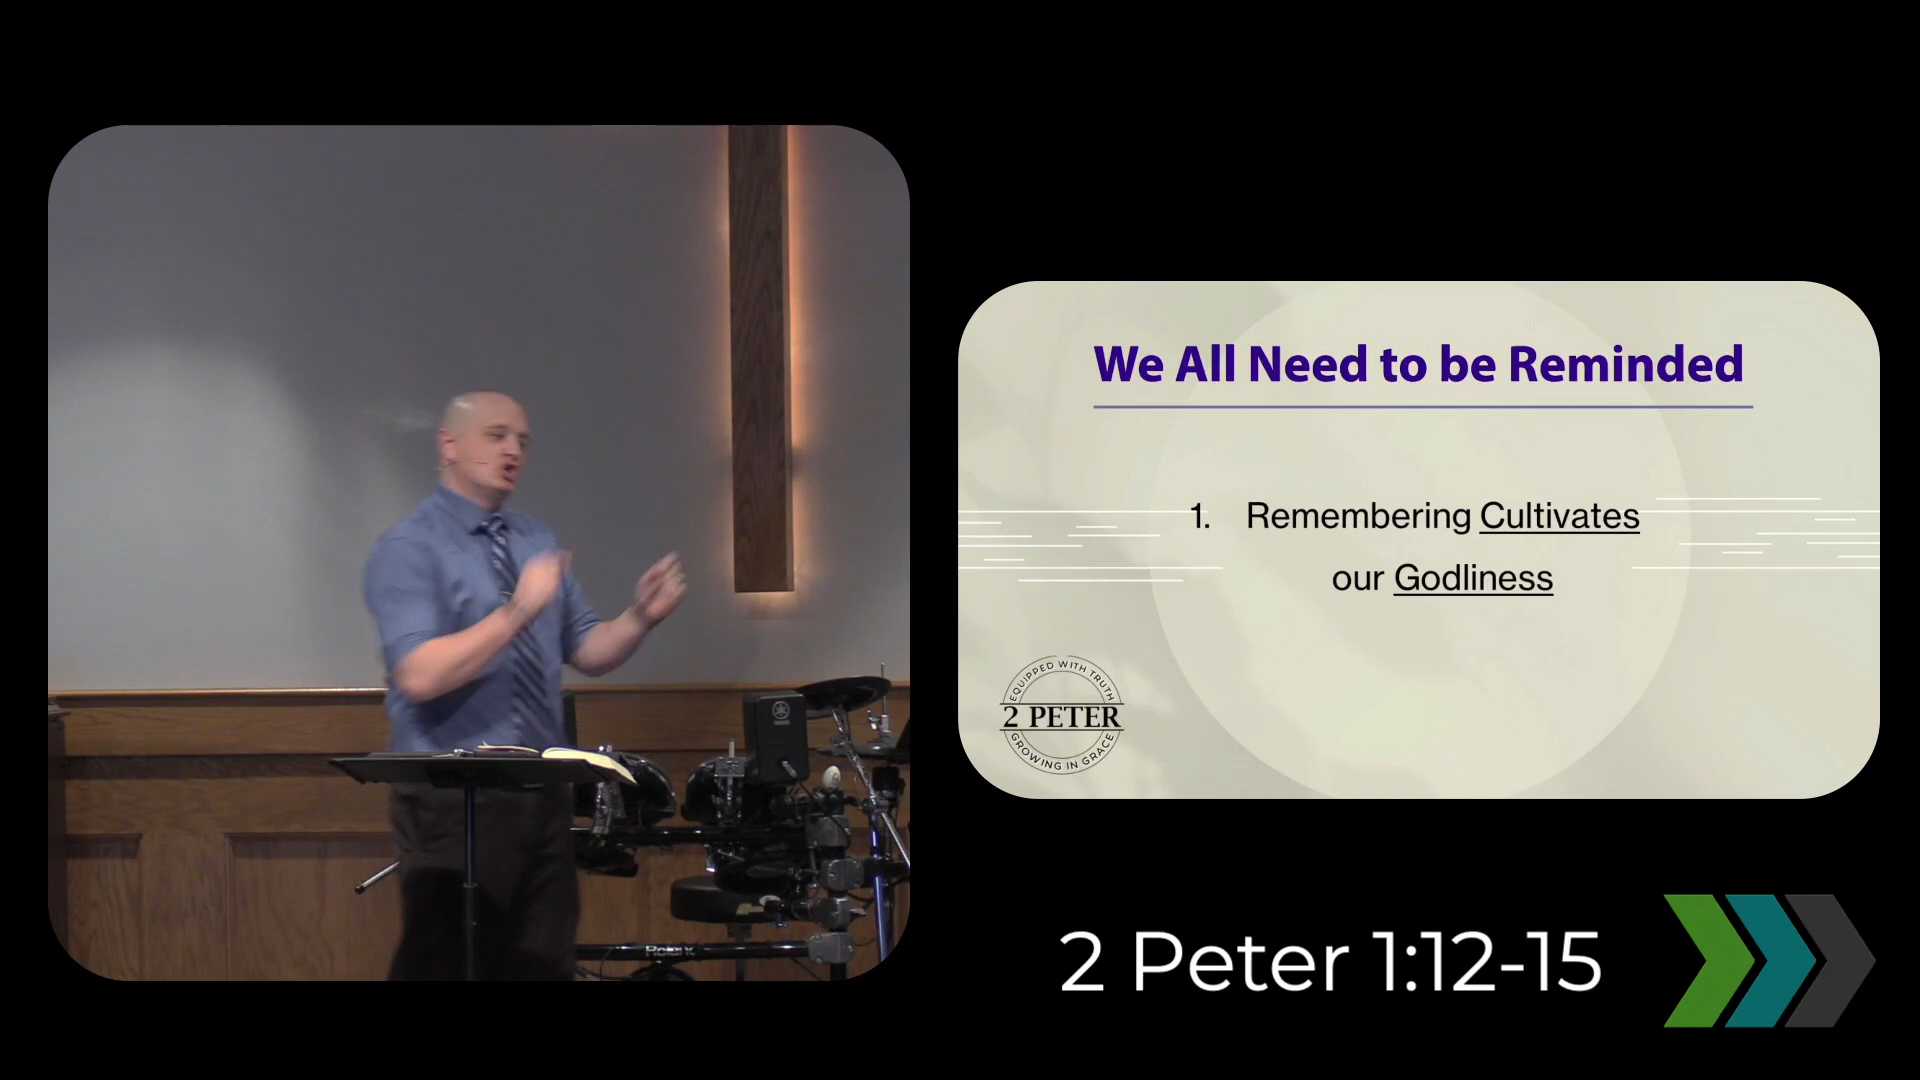 We All Need to be Reminded
1. Remembering Cultivates
our Godliness
EQUIPPED WITH TRUTH
2 PETER
GROWING IN GRACE
2 Peter 1:12-15
Roland